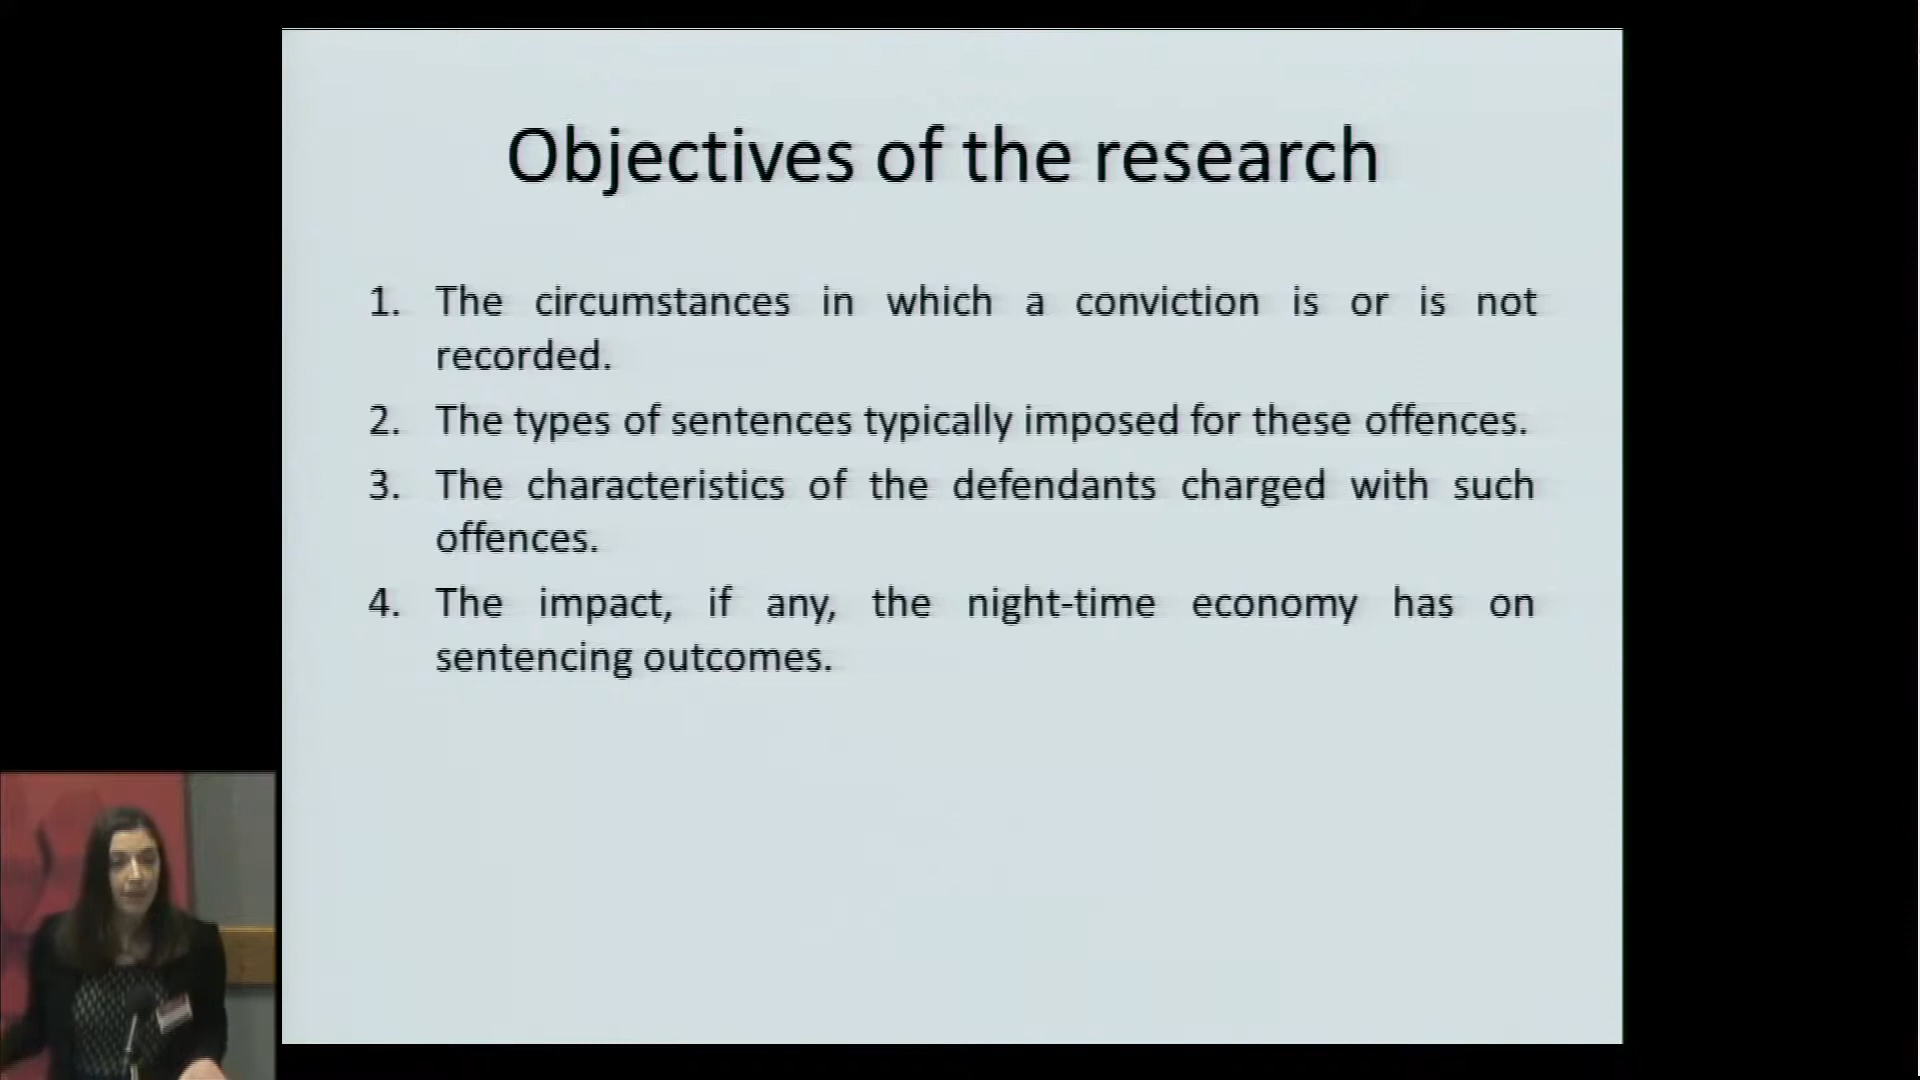 Objectives of the research
1. The circumstances in which a conviction is or is not
recorded.
2. The types of sentences typically imposed for these offences.
3. The characteristics of the defendants charged with such
offences.
4. The impact, if any, the night-time economy has on
sentencing outcomes.